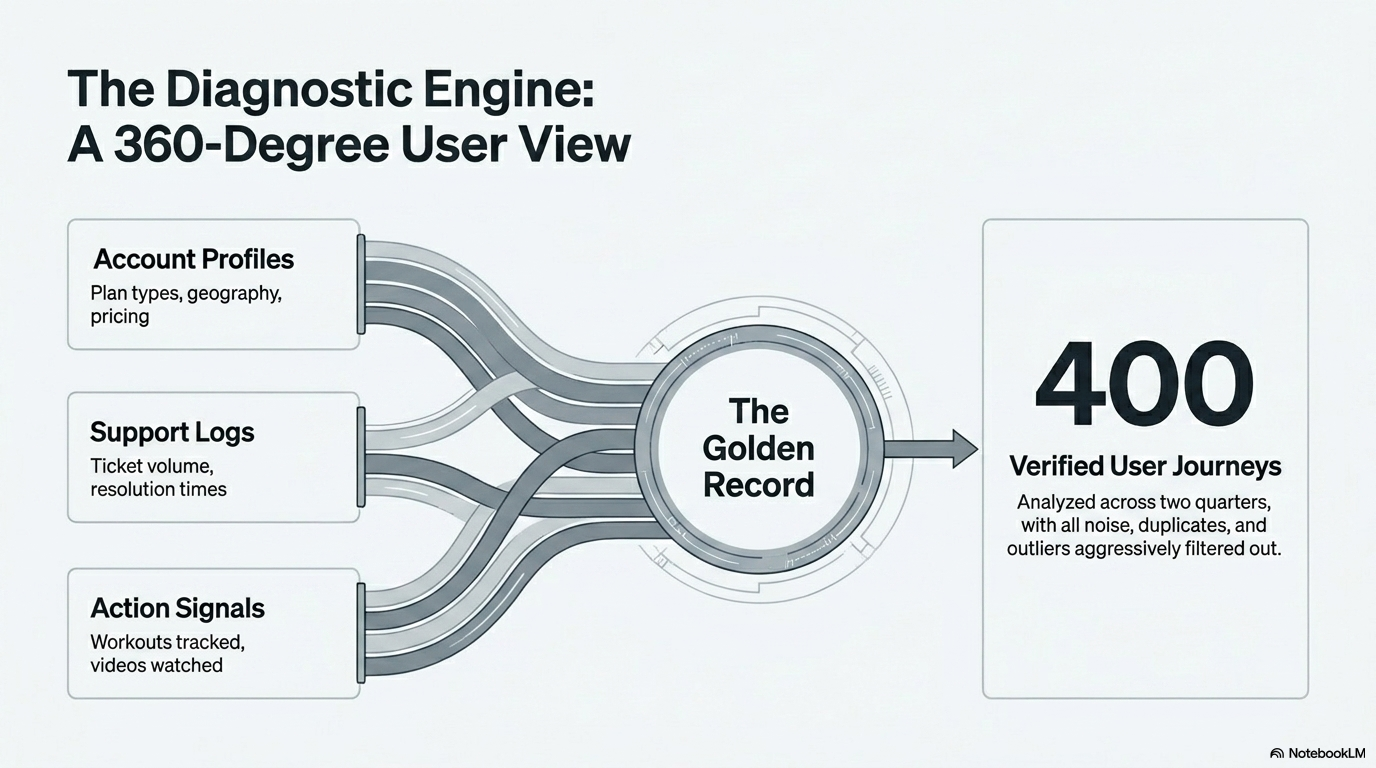 The Diagnostic Engine:
A 360-Degree User View
Account Profiles
Plan types, geography,
pricing
Support Logs
Ticket volume,
resolution times
Action Signals
Workouts tracked,
videos watched
The
Golden
Record
400
Verified User Journeys
Analyzed across two quarters,
with all noise, duplicates, and
outliers aggressively filtered out.
NotebookLM